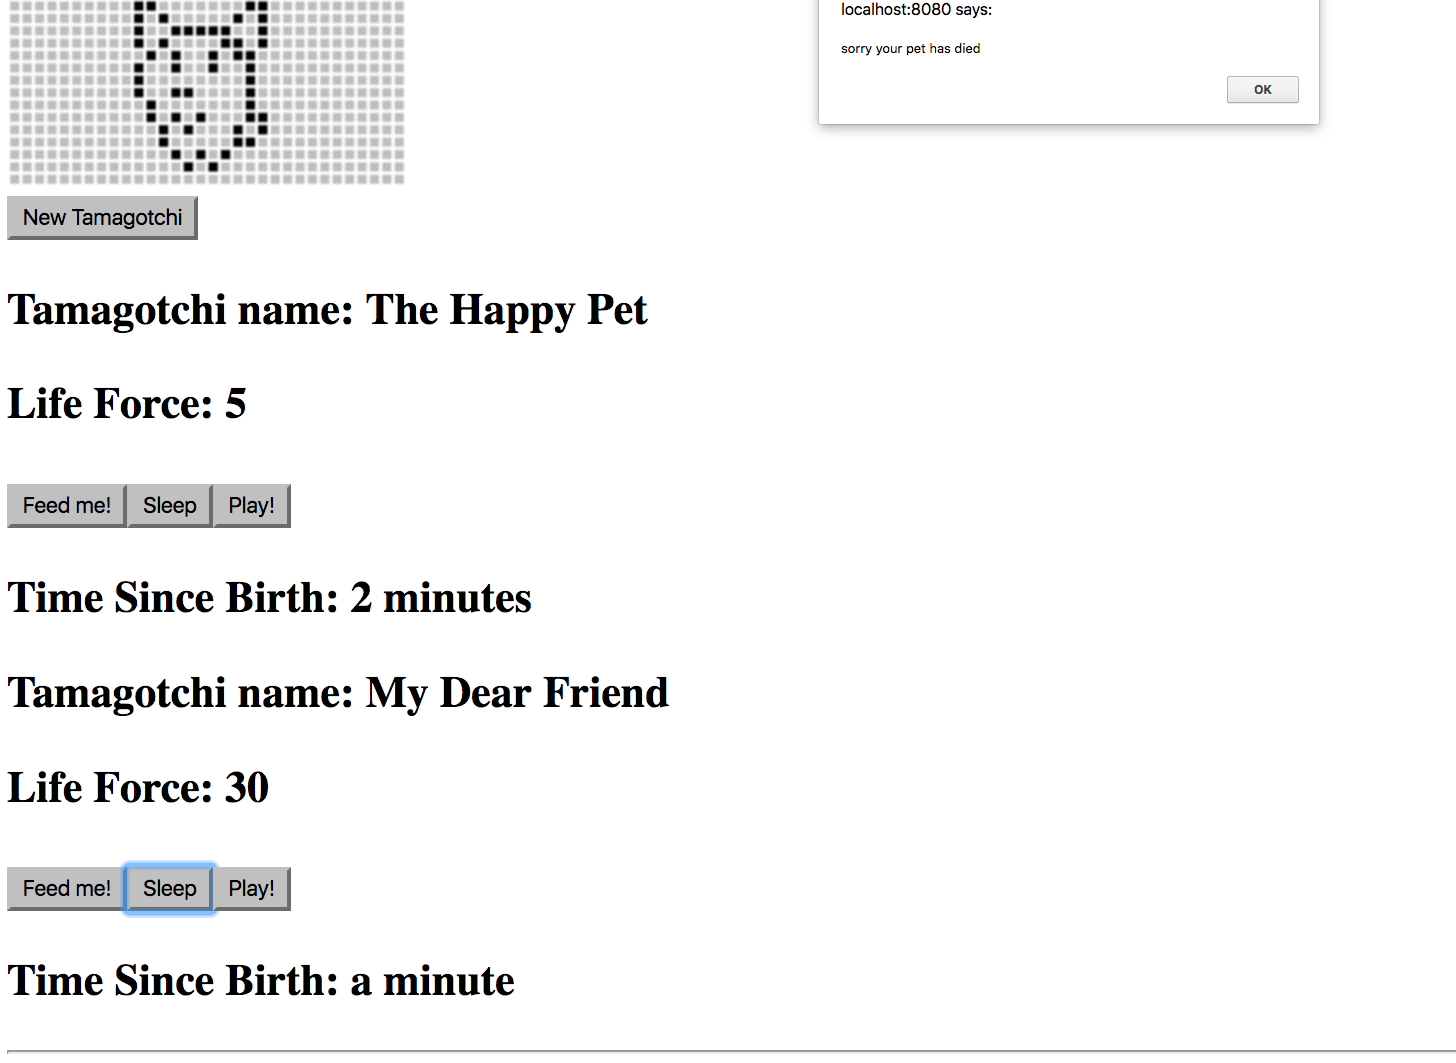 localhost:8080 says:
sorry your pet has died
OK
New Tamagotchi
Tamagotchi name: The Happy Pet
Life Force: 5
Feed me! Sleep Play!
Time Since Birth: 2 minutes
Tamagotchi name: My Dear Friend
Life Force: 30
Feed me! Sleep Play!
Time Since Birth: a minute